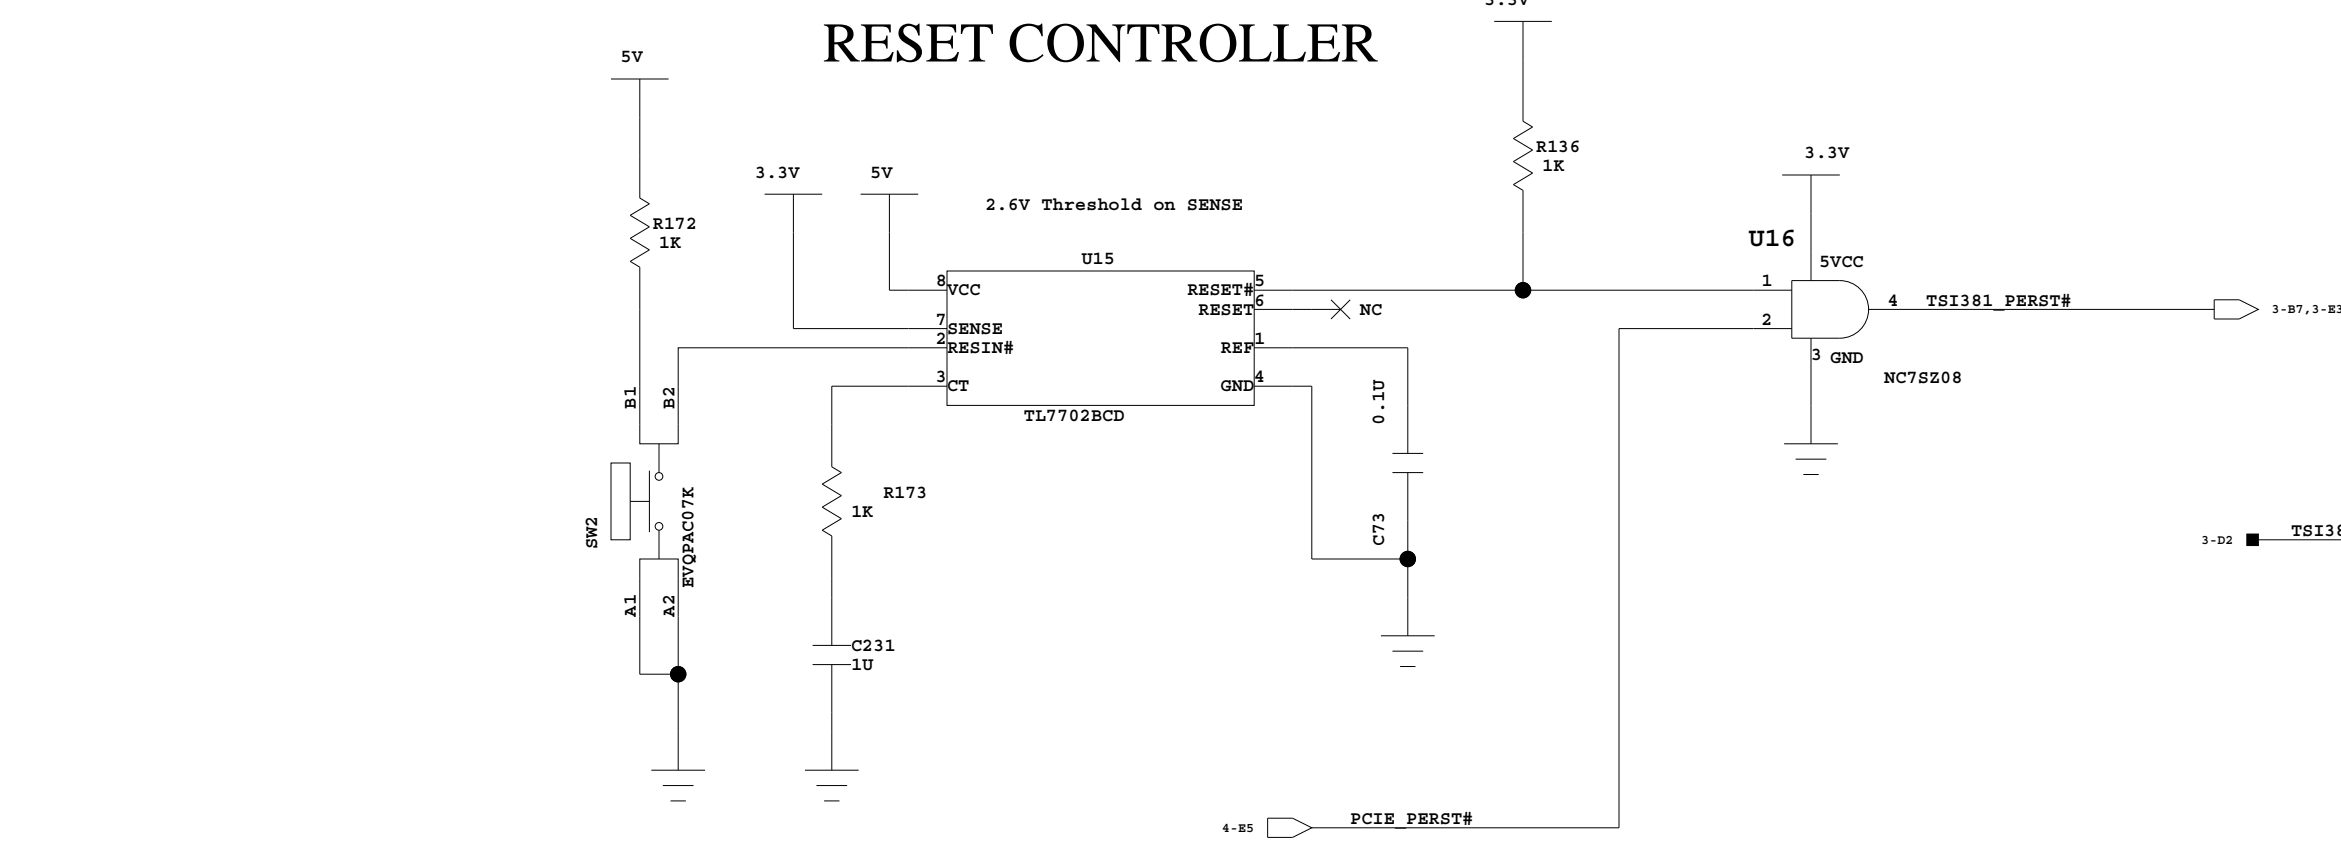 3.3V
RESET CONTROLLER
5V
R136
1K
3.3V
3.3V
5V
2.6V Threshold on SENSE
R172
1K
U16
U15
5VCC
8
VCC
RESET#
5
1
6
RESET
NC
4
TSI381_PERST#
3-B7,3-E3
7
SENSE
2
2
RESIN#
REF
1
3
GND
3
CT
GND
4
NC7SZ08
B1
B2
0.1U
TL7702BCD
R173
1K
C73
SW2
EVQPAC07K
3-D2
TSI38
A1
A2
C231
1U
4-E5
PCIE_PERST#